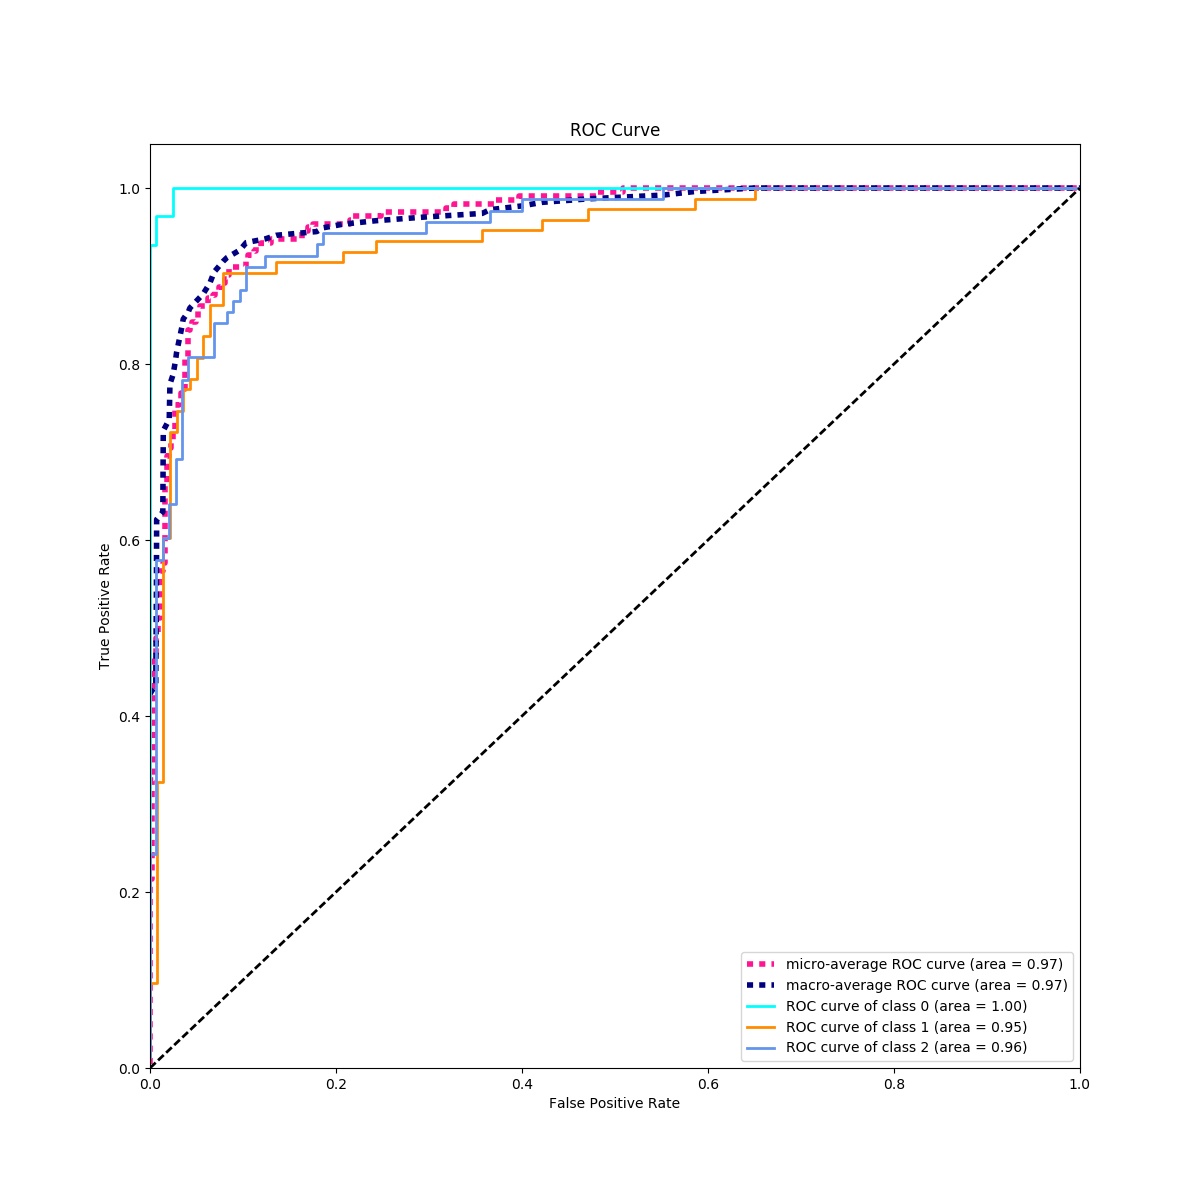 ROC Curve
1.0
0.8
0.6
0.4
0.2
0.0
True Positive Rate
0.0 0.2 0.4 0.6 0.8 1.0
False Positive Rate
micro-average ROC curve (area = 0.97)
macro-average ROC curve (area = 0.97)
ROC curve of class 0 (area = 1.00)
ROC curve of class 1 (area = 0.95)
ROC curve of class 2 (area = 0.96)